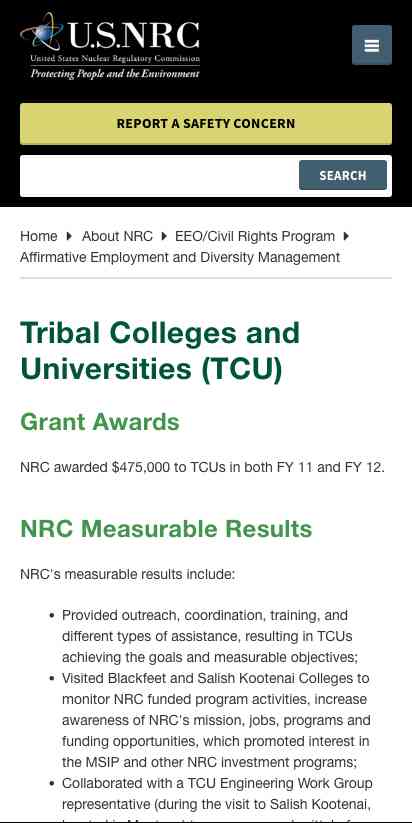 U.S.NRC
United States Nuclear Regulatory Commission
Protecting People and the Environment
REPORT A SAFETY CONCERN
SEARCH
Home
About NRC
EEO/Civil Rights Program
Affirmative Employment and Diversity Management
Tribal Colleges and
Universities (TCU)
Grant Awards
NRC awarded $475,000 to TCUs in both FY 11 and FY 12.
NRC Measurable Results
NRC's measurable results include:
• Provided outreach, coordination, training, and
different types of assistance, resulting in TCUs
achieving the goals and measurable objectives;
• Visited Blackfeet and Salish Kootenai Colleges to
monitor NRC funded program activities, increase
awareness of NRC's mission, jobs, programs and
funding opportunities, which promoted interest in
the MSIP and other NRC investment programs;
• Collaborated with a TCU Engineering Work Group
representative (during the visit to Salish Kootenai,